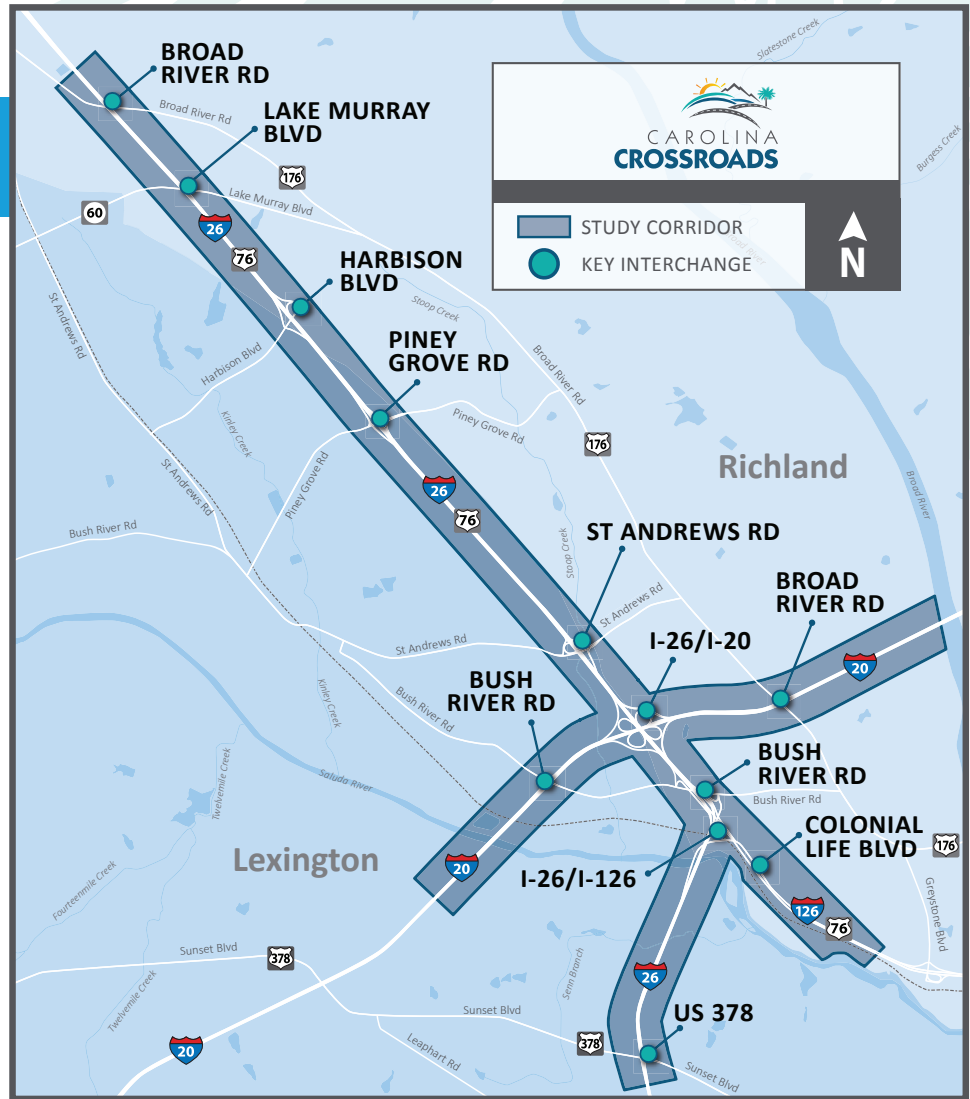 BROAD
RIVER RD
LAKE MURRAY
BLVD
Broad River Rd
176
Lake Murray Blvd
60
26
76
HARBISON
BLVD
Slatestone Creek
Burgess Creek
CAROLINA
CROSSROADS
STUDY CORRIDOR
KEY INTERCHANGE
N
St Andrews Rd
Stoop Creek
Harbison Blvd
PINEY
GROVE RD
Broad River Rd
Kinley Creek
Piney Grove Rd
176
St Andrews Rd
Piney Grove Rd
26
76
Richland
Broad River
Bush River Rd
ST ANDREWS RD
Stoop Creek
BROAD
RIVER RD
St Andrews Rd
I-26/I-20
St Andrews Rd
20
BUSH
RIVER RD
Bush River Rd
Kinley Creek
BUSH
RIVER RD
Saluda River
Bush River Rd
Twelvemile Creek
COLONIAL
LIFE BLVD
176
Lexington
20
I-26/I-126
Fourteenmile Creek
Greystone Blvd
126
76
Sunset Blvd
378
26
Senn Branch
Twelvemile Creek
Sunset Blvd
US 378
378
Leaphart Rd
20
Sunset Blvd